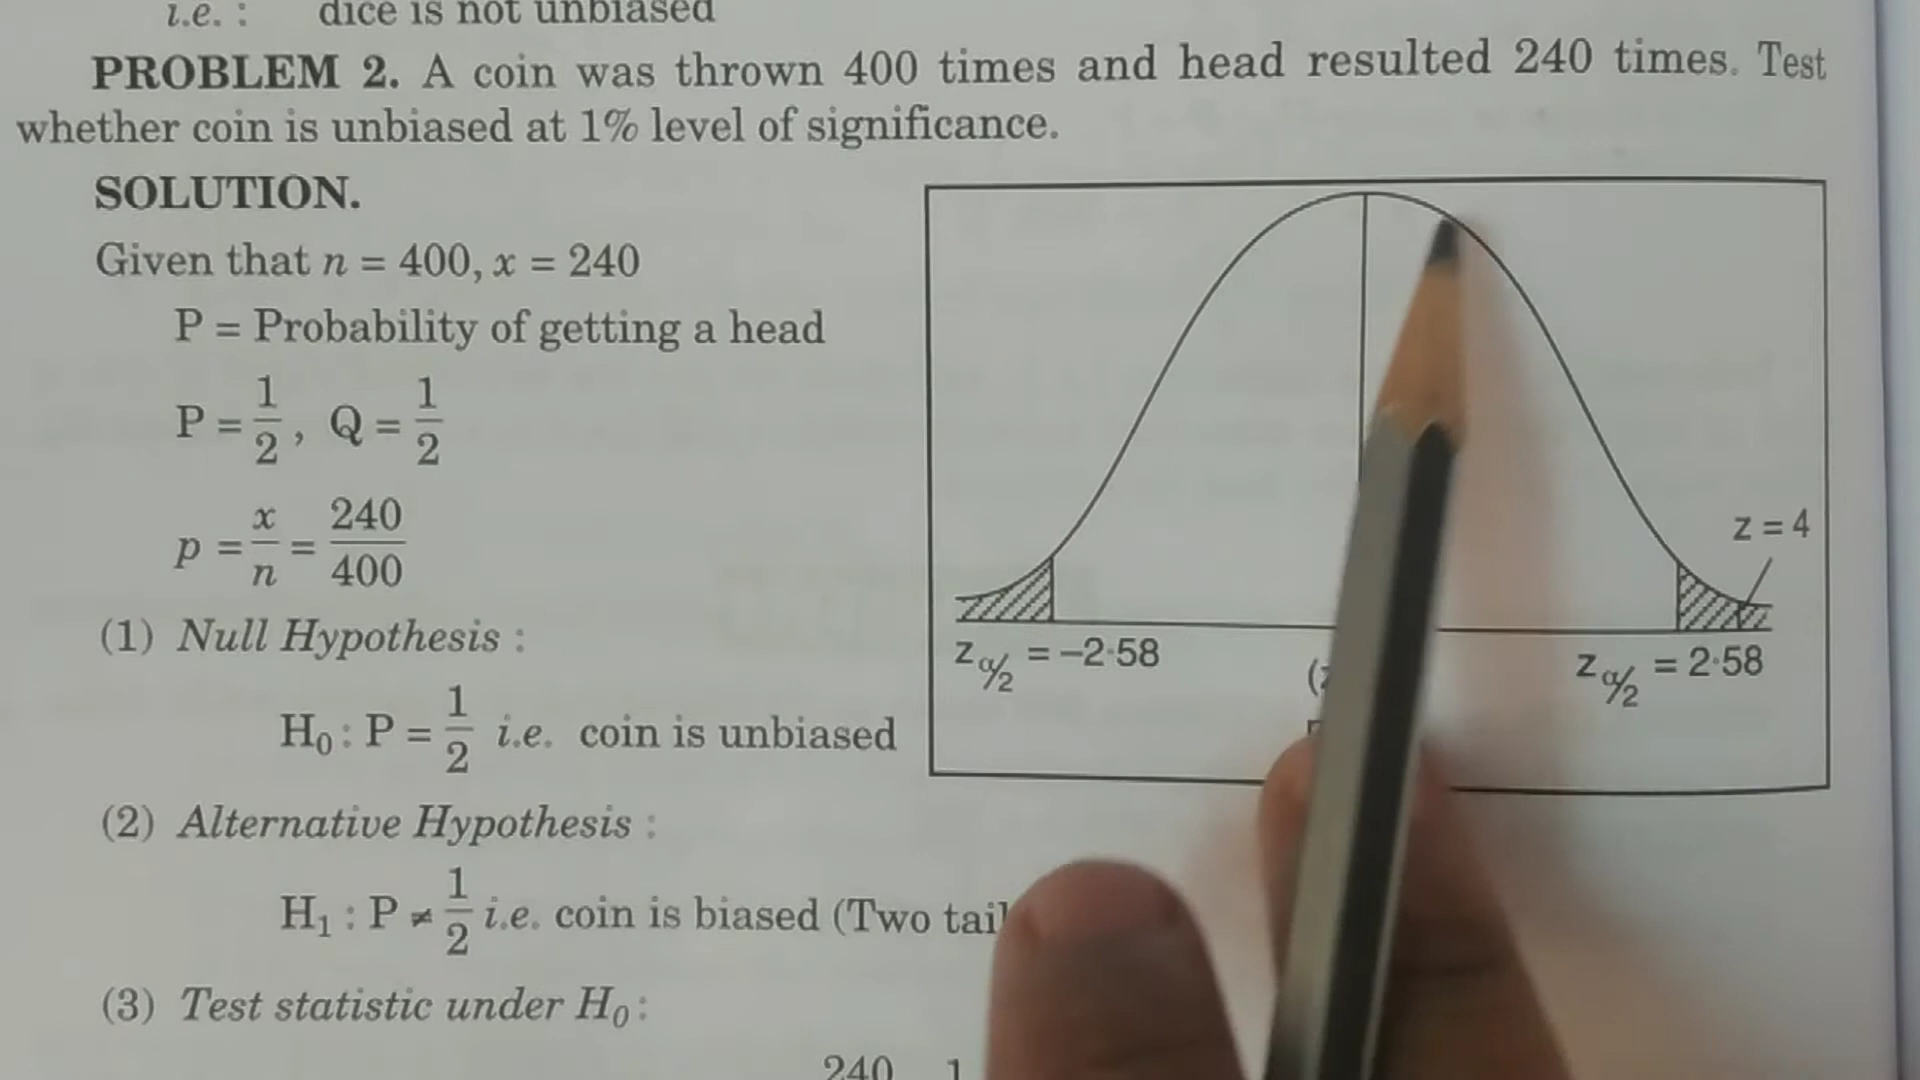 i.e. : dice is not unbiased
PROBLEM 2. A coin was thrown 400 times and head resulted 240 times. Test
whether coin is unbiased at 1% level of significance.
SOLUTION.
Given that n = 400, x = 240
P = Probability of getting a head
P = 1/2, Q = 1/2
p = x/n = 240/400
(1) Null Hypothesis :
H₀ : P = 1/2 i.e. coin is unbiased
(2) Alternative Hypothesis :
H₁ : P ≠ 1/2 i.e. coin is biased (Two tail
(3) Test statistic under H₀ :
240 1
z = 4
z α/2 = –2·58
z α/2 = 2·58